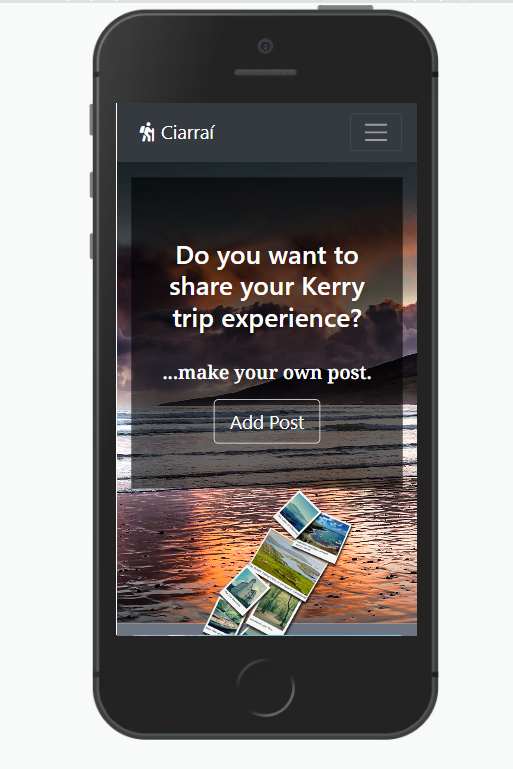 Ciarraí
Do you want to
share your Kerry
trip experience?
...make your own post.
Add Post